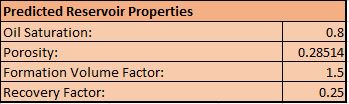 Predicted Reservoir Properties
Oil Saturation: 0.8
Porosity: 0.28514
Formation Volume Factor: 1.5
Recovery Factor: 0.25